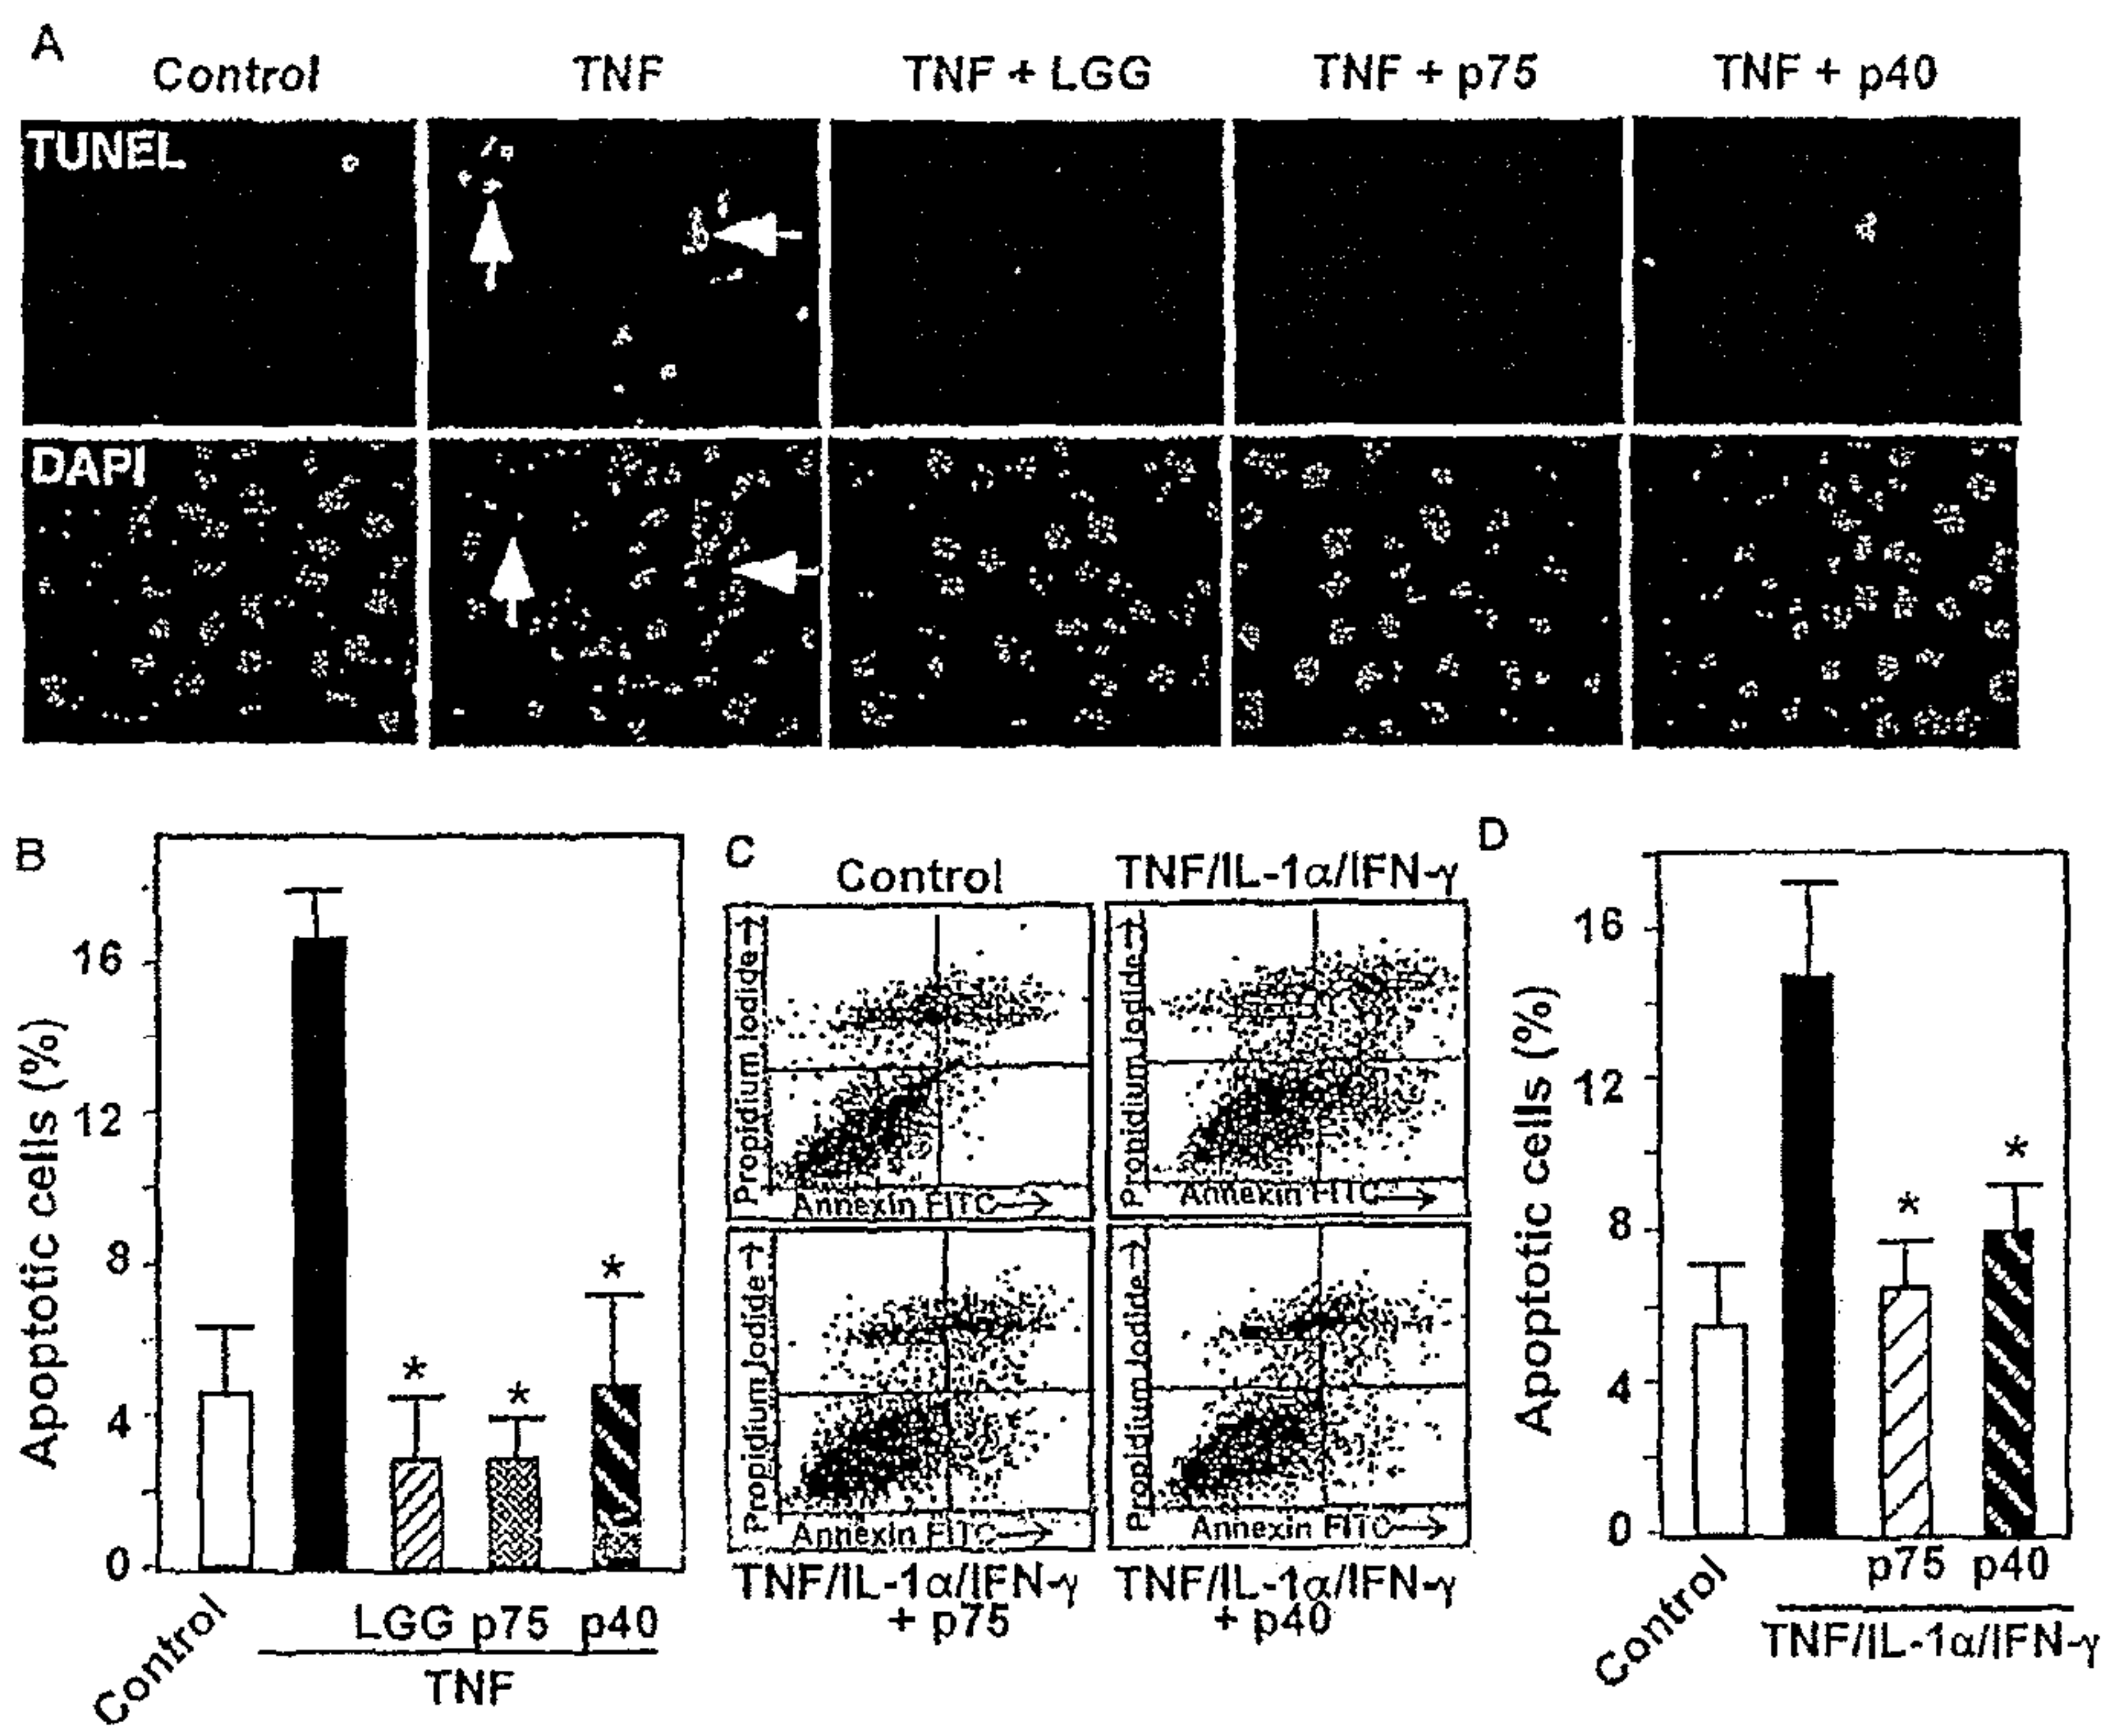 A
Control TNF TNF + LGG TNF + p75 TNF + p40
TUNEL
DAPI
B
Apoptotic cells (%)
16
12
8
4
0
* * *
Control
LGG p75 p40
TNF
C
Control TNF/IL-1α/IFN-γ
Propidium Iodide→ Propidium Iodide→
Annexin FITC→ Annexin FITC→
Propidium Iodide→ Propidium Iodide→
Annexin FITC→ Annexin FITC→
TNF/IL-1α/IFN-γ TNF/IL-1α/IFN-γ
+ p75 + p40
D
Apoptotic cells (%)
16
12
8
4
0
* *
Control
p75 p40
TNF/IL-1α/IFN-γ